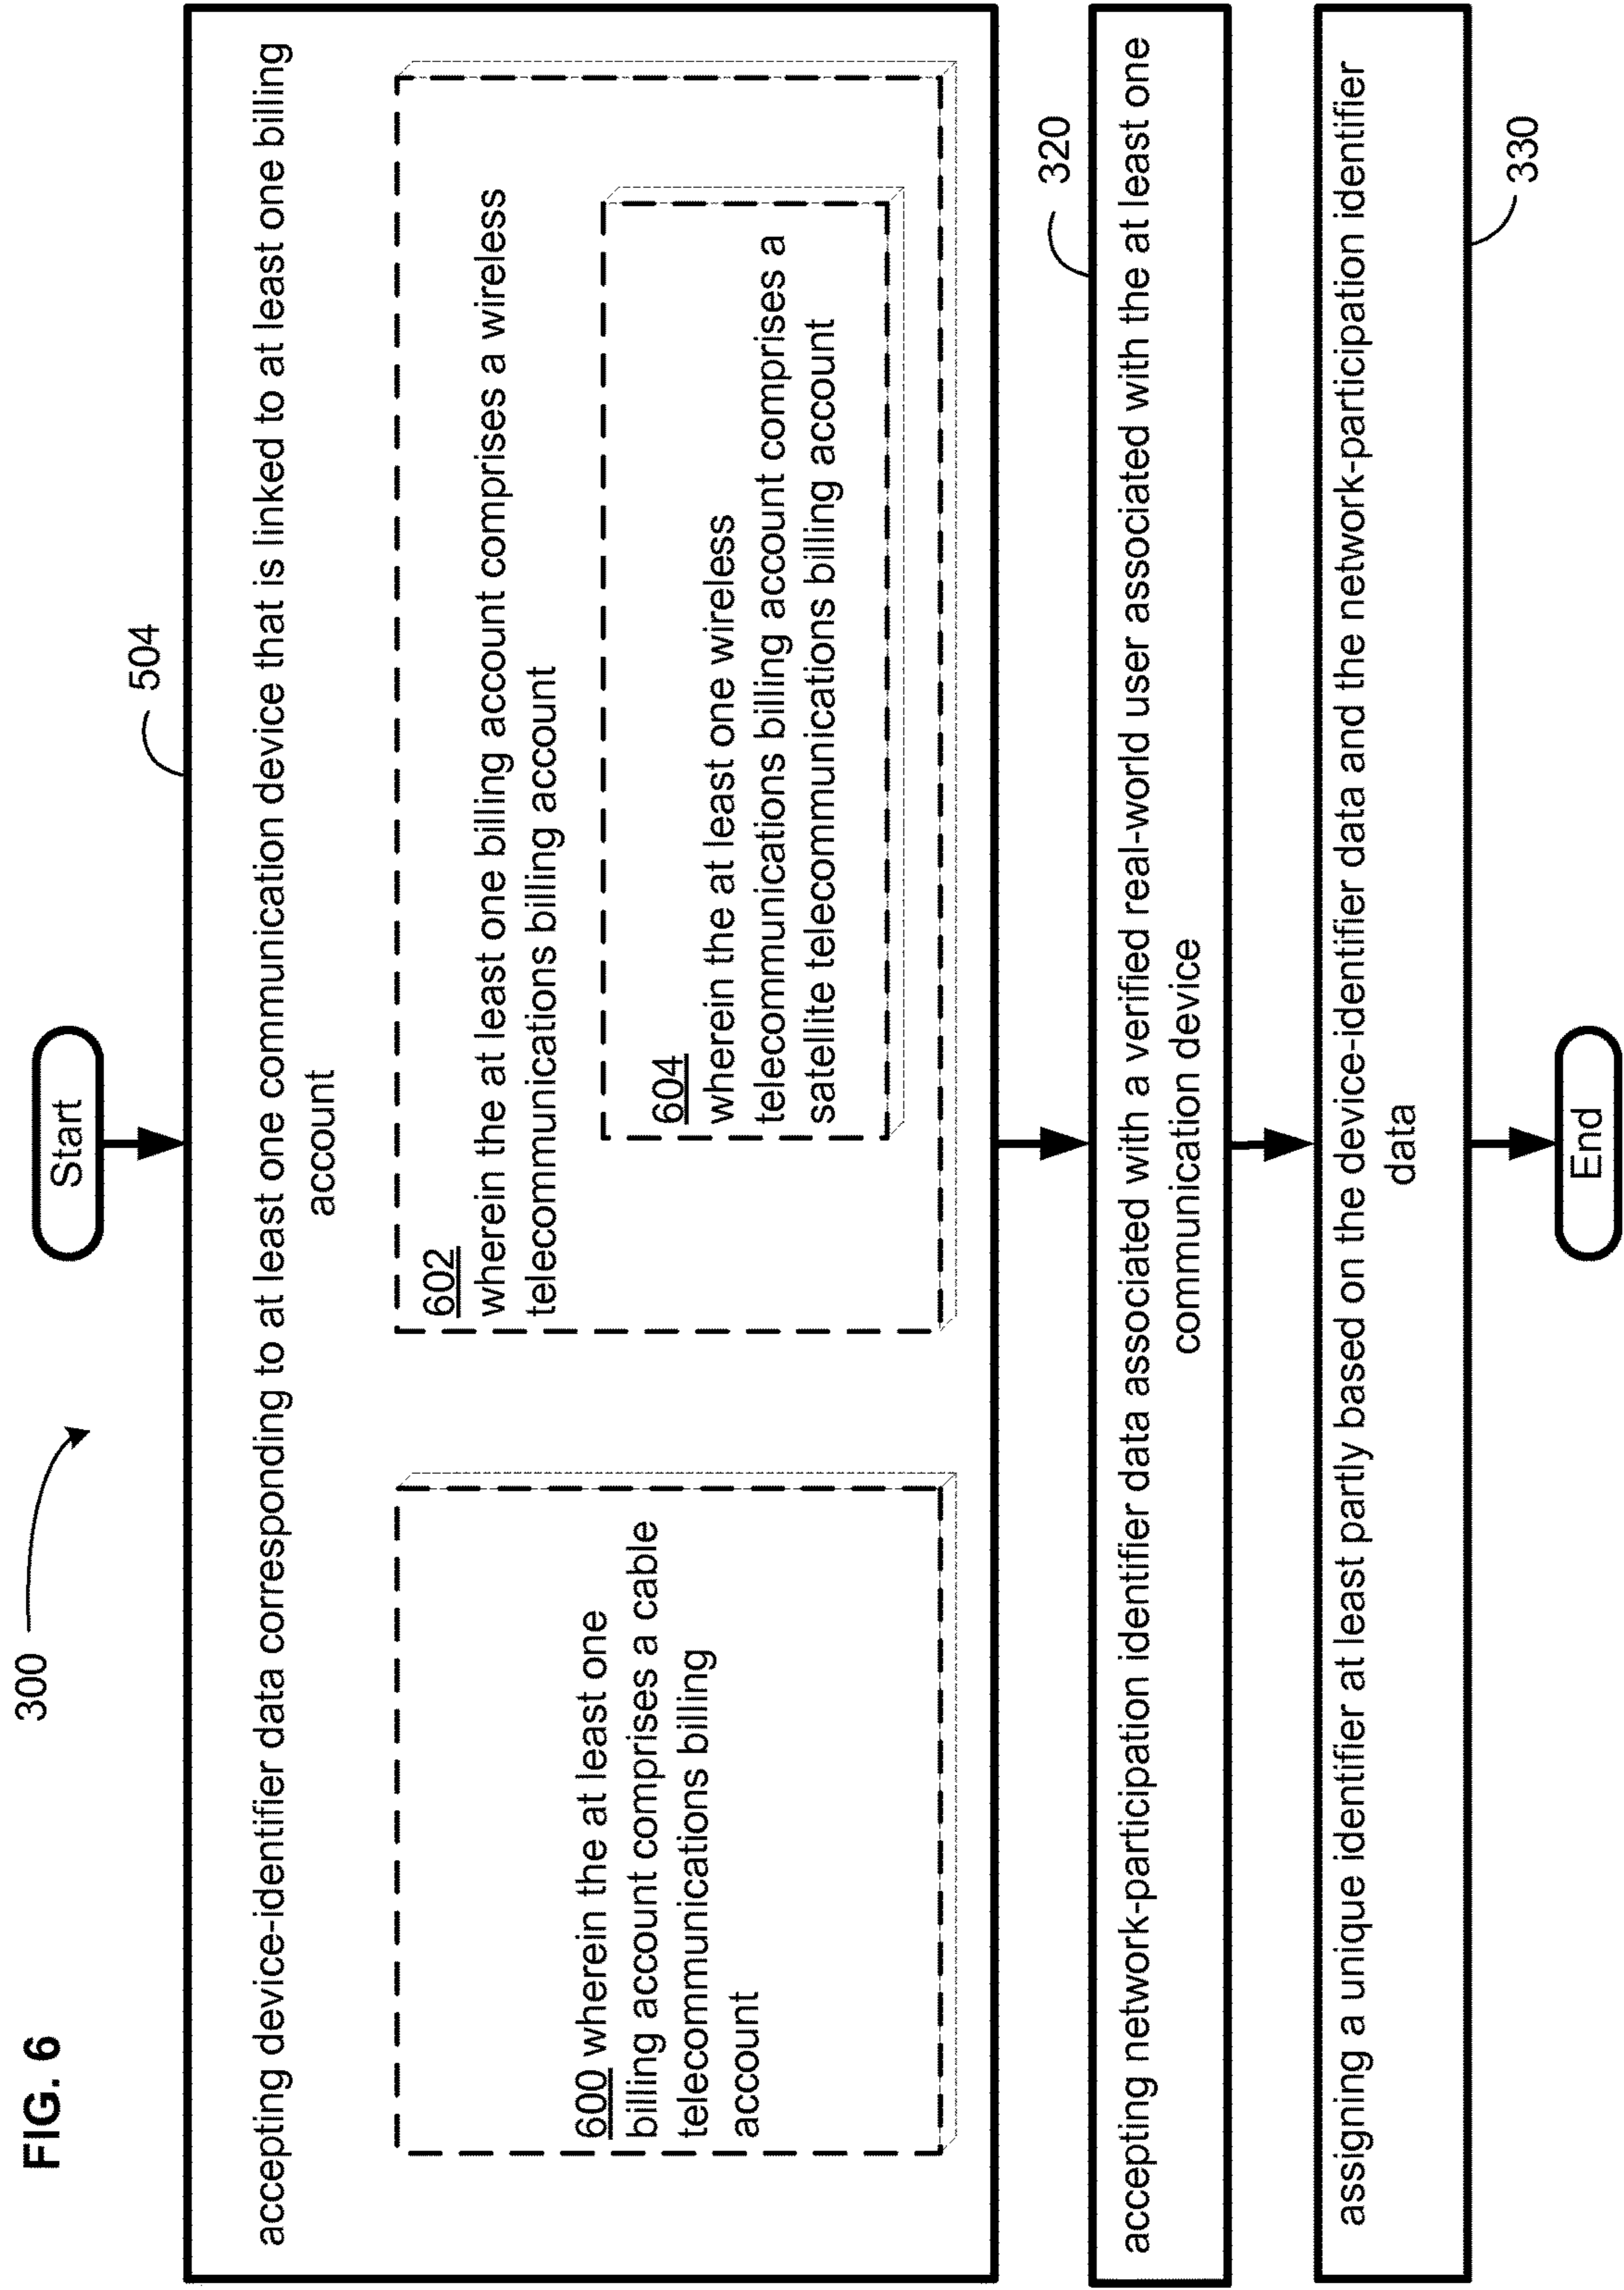 FIG. 6
300
Start
504
accepting device-identifier data corresponding to at least one communication device that is linked to at least one billing
account
600 wherein the at least one
billing account comprises a cable
telecommunications billing
account
602
wherein the at least one billing account comprises a wireless
telecommunications billing account
604
wherein the at least one wireless
telecommunications billing account comprises a
satellite telecommunications billing account
320
accepting network-participation identifier data associated with a verified real-world user associated with the at least one
communication device
assigning a unique identifier at least partly based on the device-identifier data and the network-participation identifier
data
330
End